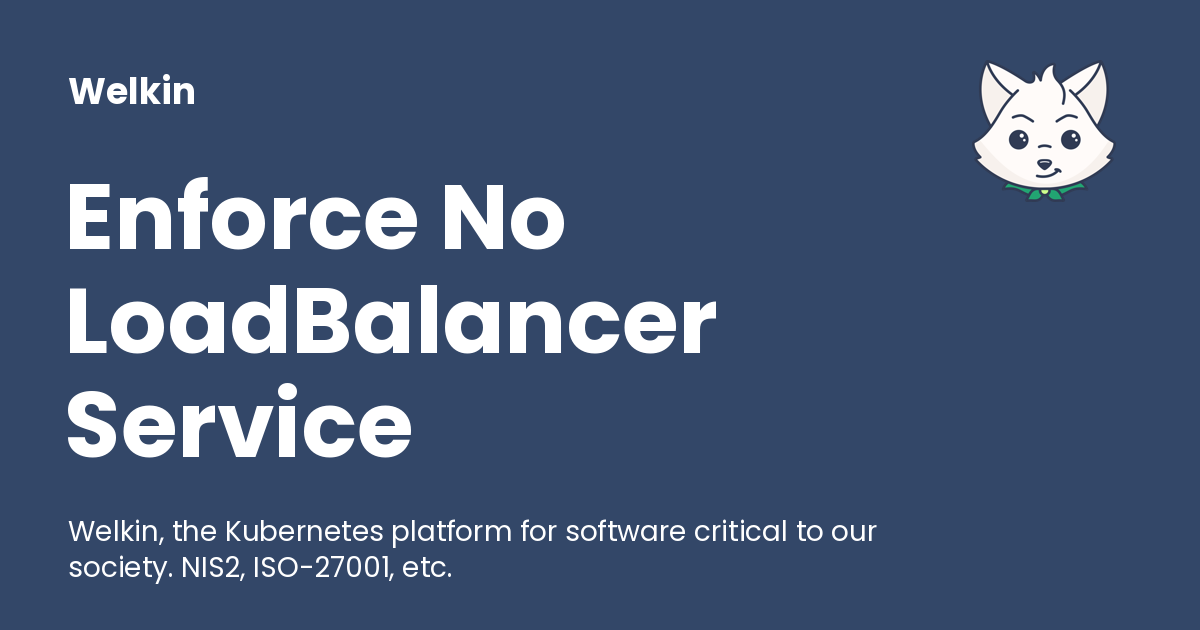 Welkin
Enforce No
LoadBalancer
Service
Welkin, the Kubernetes platform for software critical to our
society. NIS2, ISO-27001, etc.